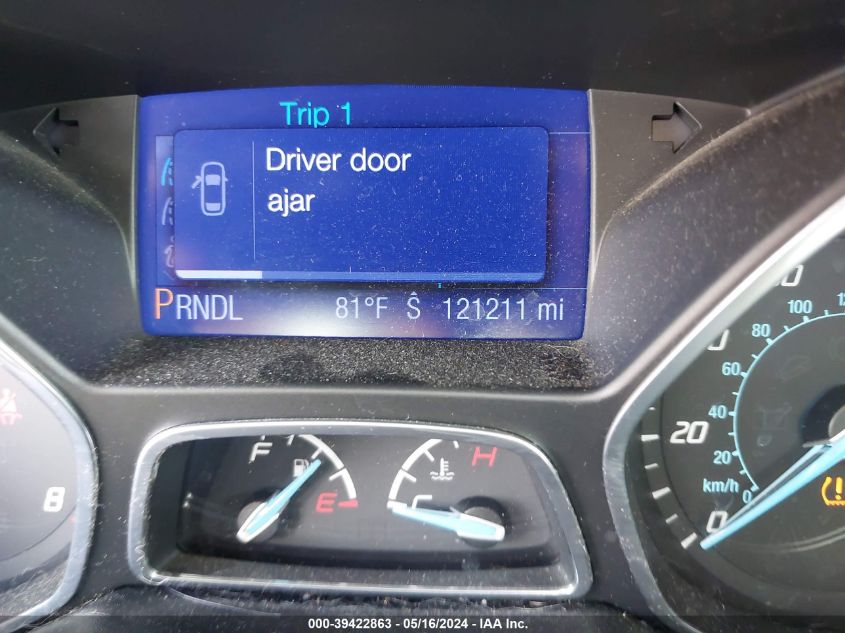 Trip 1
Driver door
ajar
PRNDL 81°F Ŝ 121211 mi
F E
C H
8
100
80
60
40
20
0
km/h
20
0
000-39422863 - 05/16/2024 - IAA Inc.